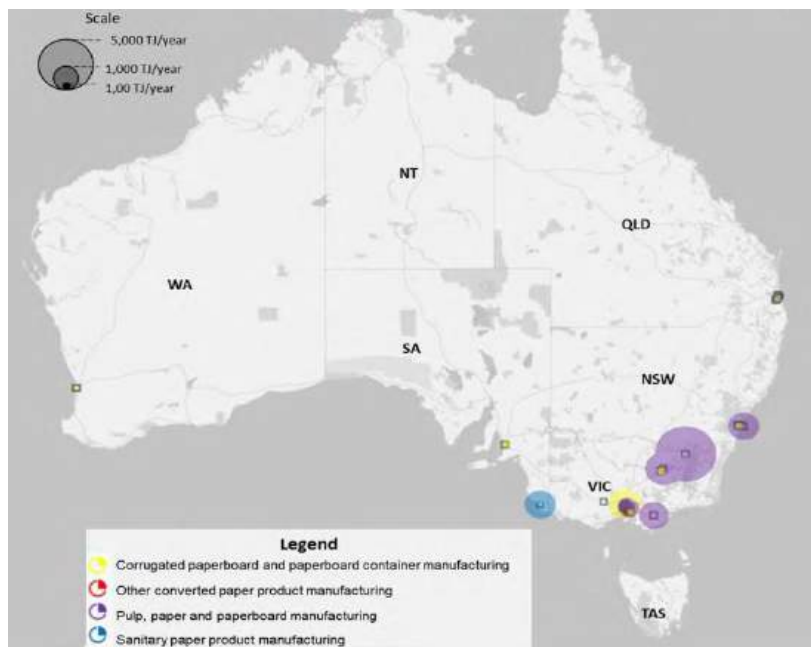 Scale
5,000 TJ/year
1,000 TJ/year
1,00 TJ/year
NT
QLD
WA
SA
NSW
VIC
TAS
Legend
Corrugated paperboard and paperboard container manufacturing
Other converted paper product manufacturing
Pulp, paper and paperboard manufacturing
Sanitary paper product manufacturing